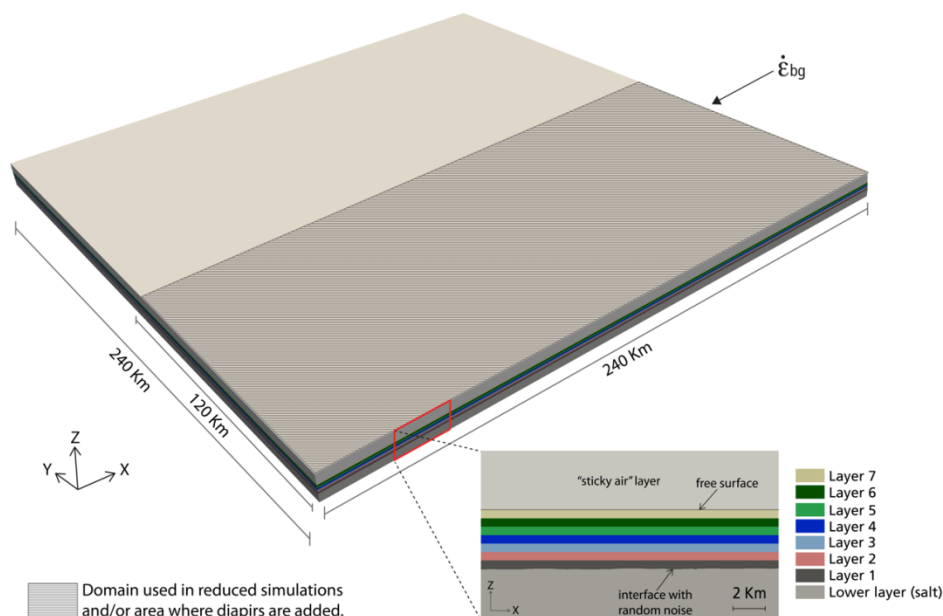 ε̇bg
240 Km
120 Km
240 Km
Z
Y
X
"sticky air" layer
free surface
interface with
random noise
Z
X
2 Km
Layer 7
Layer 6
Layer 5
Layer 4
Layer 3
Layer 2
Layer 1
Lower layer (salt)
Domain used in reduced simulations
and/or area where diapirs are added.